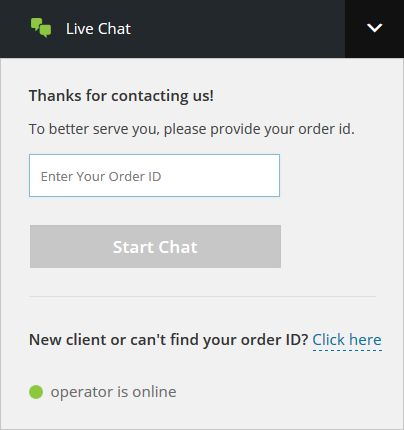 Live Chat
Thanks for contacting us!
To better serve you, please provide your order id.
Enter Your Order ID
Start Chat
New client or can't find your order ID? Click here
operator is online